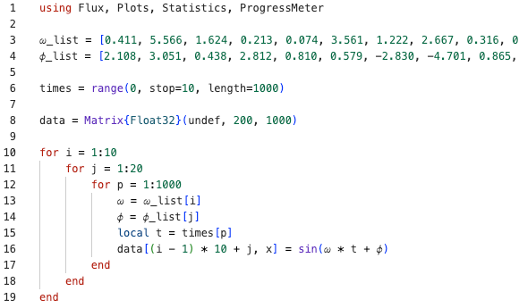 1 using Flux, Plots, Statistics, ProgressMeter
2
3 ω_list = [0.411, 5.566, 1.624, 0.213, 0.074, 3.561, 1.222, 2.667, 0.316, 0
4 ϕ_list = [2.108, 3.051, 0.438, 2.812, 0.810, 0.579, -2.830, -4.701, 0.865,
5
6 times = range(0, stop=10, length=1000)
7
8 data = Matrix{Float32}(undef, 200, 1000)
9
10 for i = 1:10
11 for j = 1:20
12 for p = 1:1000
13 ω = ω_list[i]
14 ϕ = ϕ_list[j]
15 local t = times[p]
16 data[(i - 1) * 10 + j, x] = sin(ω * t + ϕ)
17 end
18 end
19 end